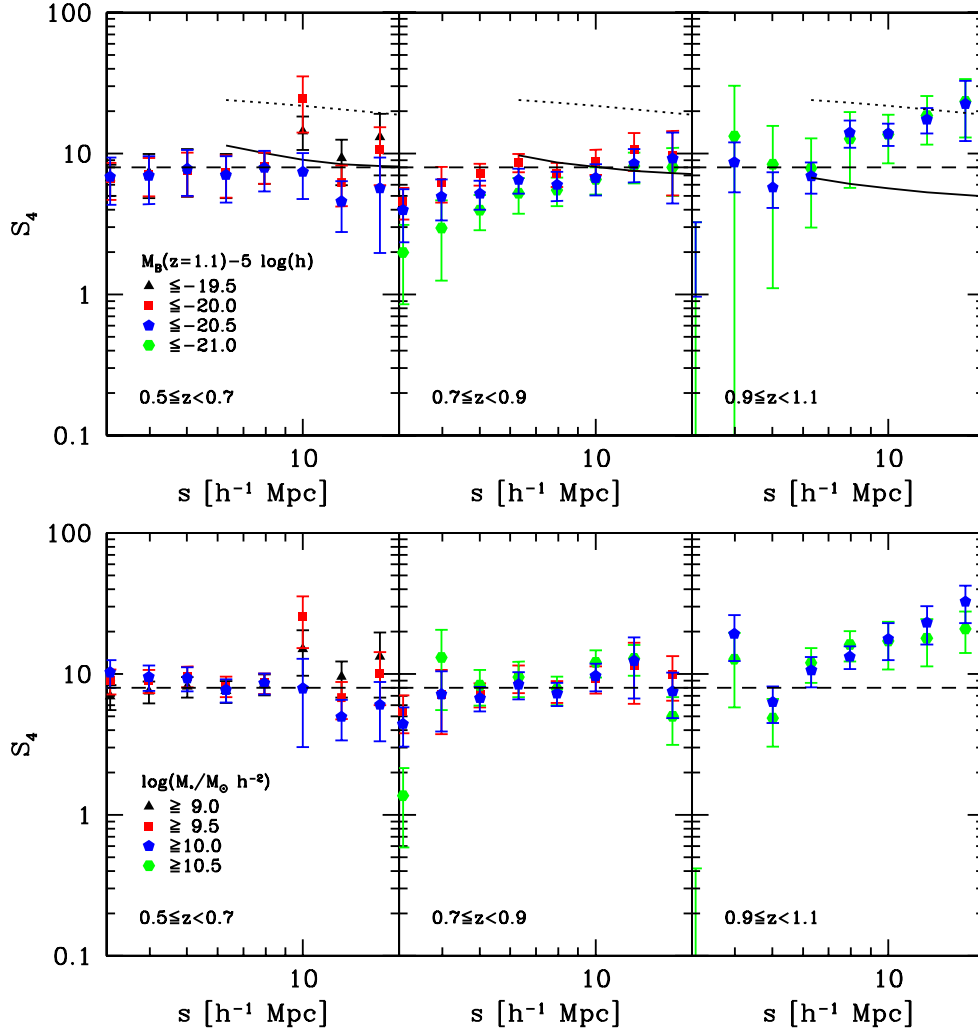 100
10
1
0.1
S₄
M_B(z=1.1)−5 log(h)
≦−19.5
≦−20.0
≦−20.5
≦−21.0
0.5≦z<0.7
0.7≦z<0.9
0.9≦z<1.1
10
10
10
s [h⁻¹ Mpc]
s [h⁻¹ Mpc]
s [h⁻¹ Mpc]
100
10
1
0.1
S₄
log(M_*/M_☉ h⁻²)
≧ 9.0
≧ 9.5
≧10.0
≧10.5
0.5≦z<0.7
0.7≦z<0.9
0.9≦z<1.1
10
10
10
s [h⁻¹ Mpc]
s [h⁻¹ Mpc]
s [h⁻¹ Mpc]